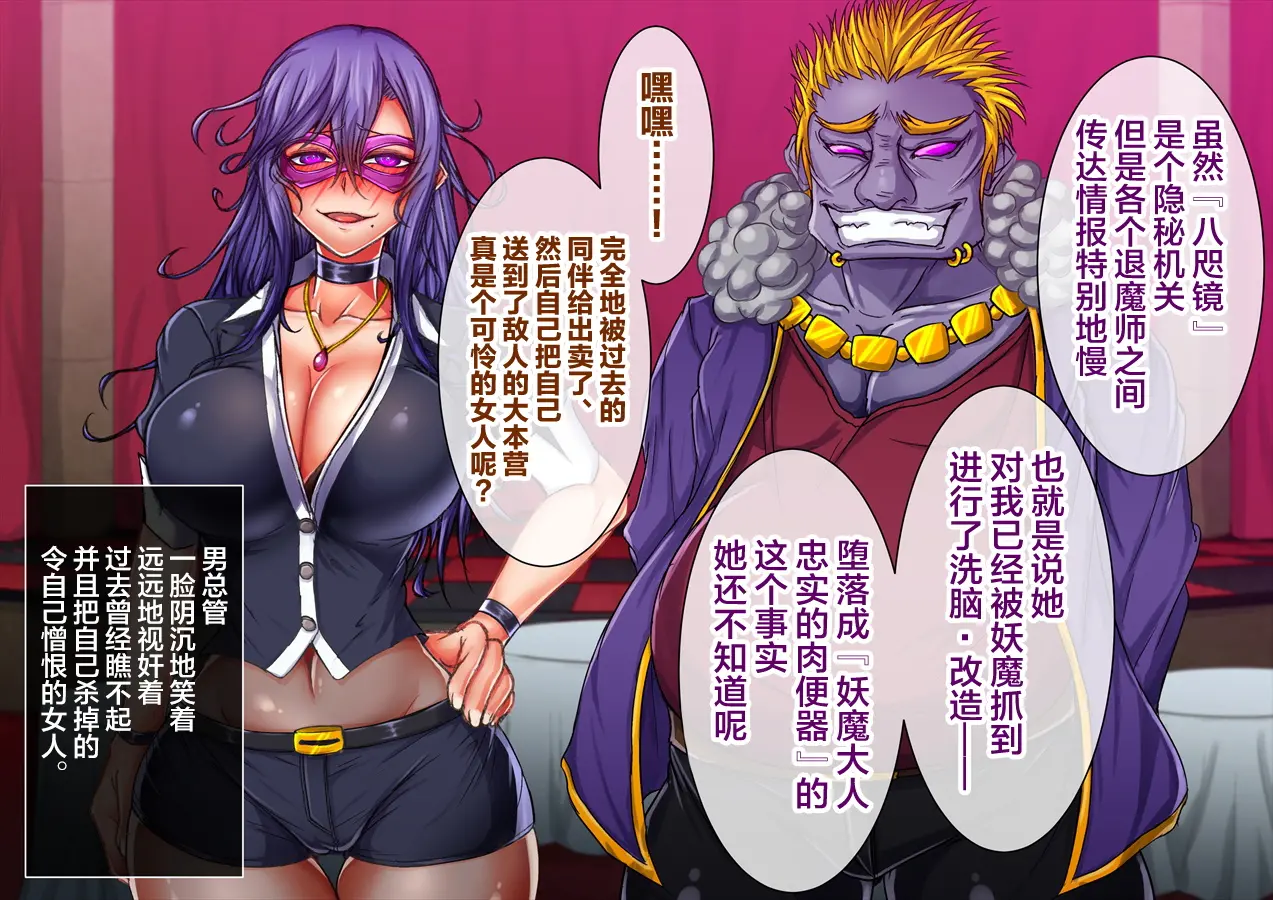 虽然『八咫镜』
是个隐秘机关
但是各个退魔师之间
传达情报特别地慢
也就是说她
对我已经被妖魔抓到
进行了洗脑·改造——
堕落成『妖魔大人
忠实的肉便器』的
这个事实
她还不知道呢
嘿嘿………!
完全地被过去的
同伴给出卖了、
然后自己把自己
送到了敌人的大本营
真是个可怜的女人呢?
男总管
一脸阴沉地笑着
远远地视奸着
过去曾经瞧不起
并且把自己杀掉的
令自己憎恨的女人。